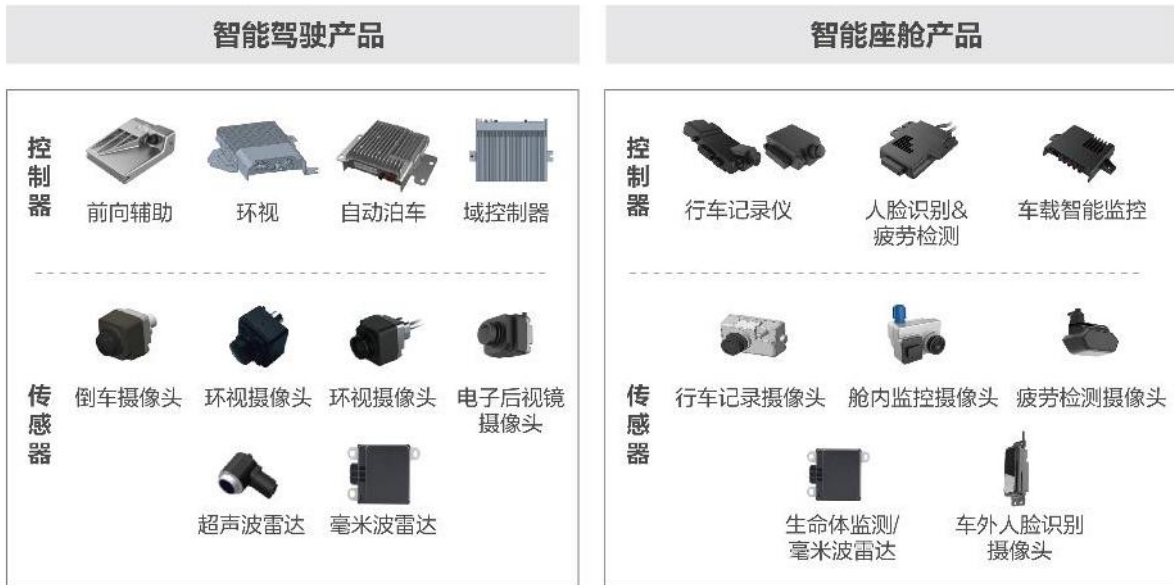 智能驾驶产品
智能座舱产品
控制器
前向辅助
环视
自动泊车
域控制器
传感器
倒车摄像头
环视摄像头
环视摄像头
电子后视镜
摄像头
超声波雷达
毫米波雷达
控制器
行车记录仪
人脸识别&
疲劳检测
车载智能监控
传感器
行车记录摄像头
舱内监控摄像头
疲劳检测摄像头
生命体监测/
毫米波雷达
车外人脸识别
摄像头